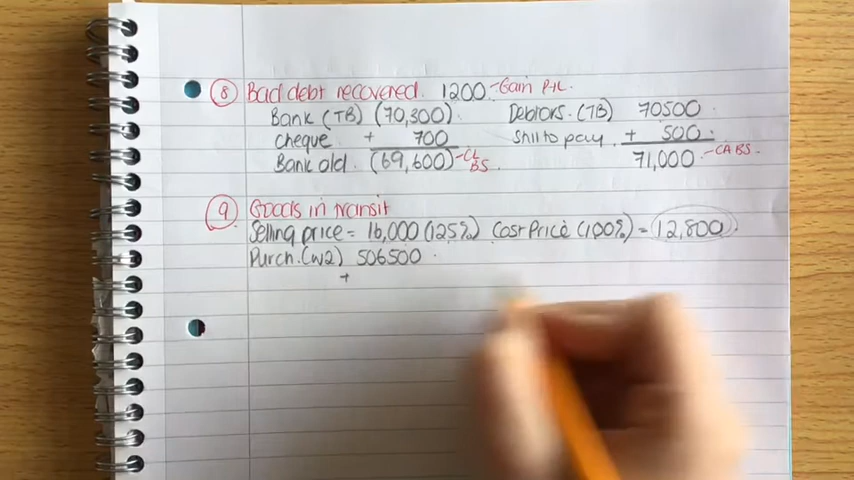 8 Bad debt recovered. 1200 - Gain P+L.
Bank (TB) (70,300) Debtors. (TB) 70500
cheque + 700 Still to pay + 500
Bank o/d. (69,600) - CL BS. 71,000 - CA BS.
9 Goods in transit
Selling price = 16,000 (125%) Cost Price (100%) = 12,800
Purch. (W2) 506500
+